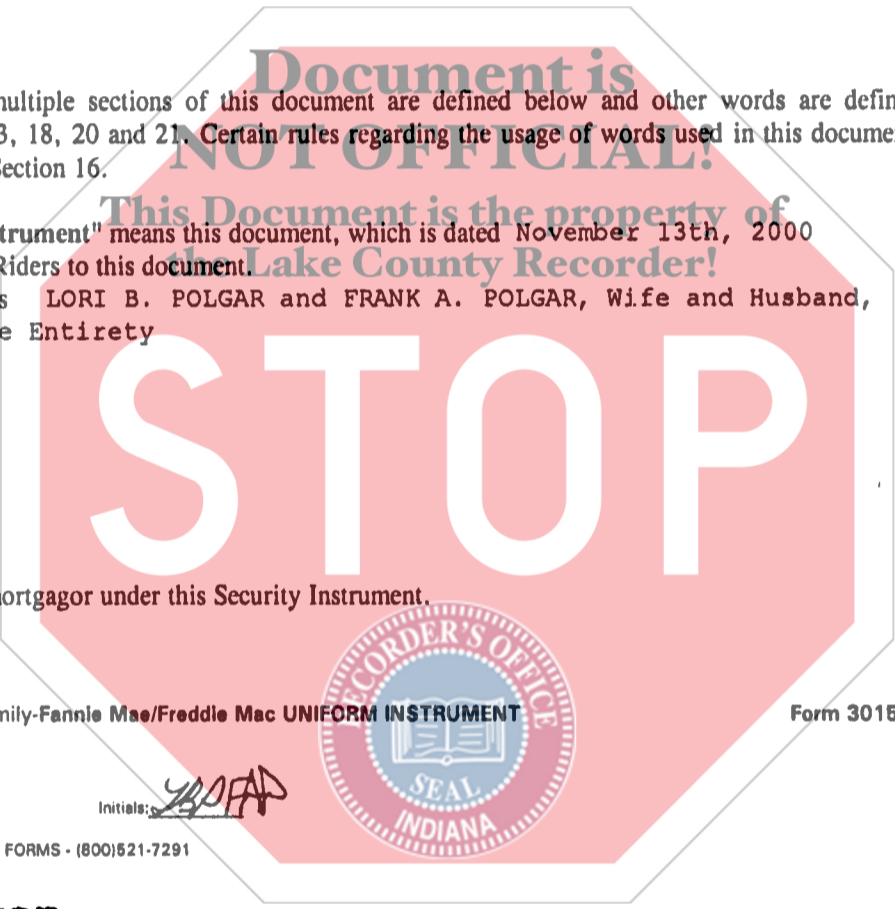 Document is
multiple sections of this document are defined below and other words are defin
3, 18, 20 and 21. Certain rules regarding the usage of words used in this docume
NOT OFFICIAL!
Section 16.
This Document is the property of
trument" means this document, which is dated November 13th, 2000
the Lake County Recorder!
Riders to this document.
s LORI B. POLGAR and FRANK A. POLGAR, Wife and Husband,
e Entirety
STOP
ortgagor under this Security Instrument.
RECORDER'S OFFICE
mily-Fannie Mae/Freddie Mac UNIFORM INSTRUMENT Form 3015
SEAL
INDIANA
Initials: LBP FAP
FORMS - (800)521-7291